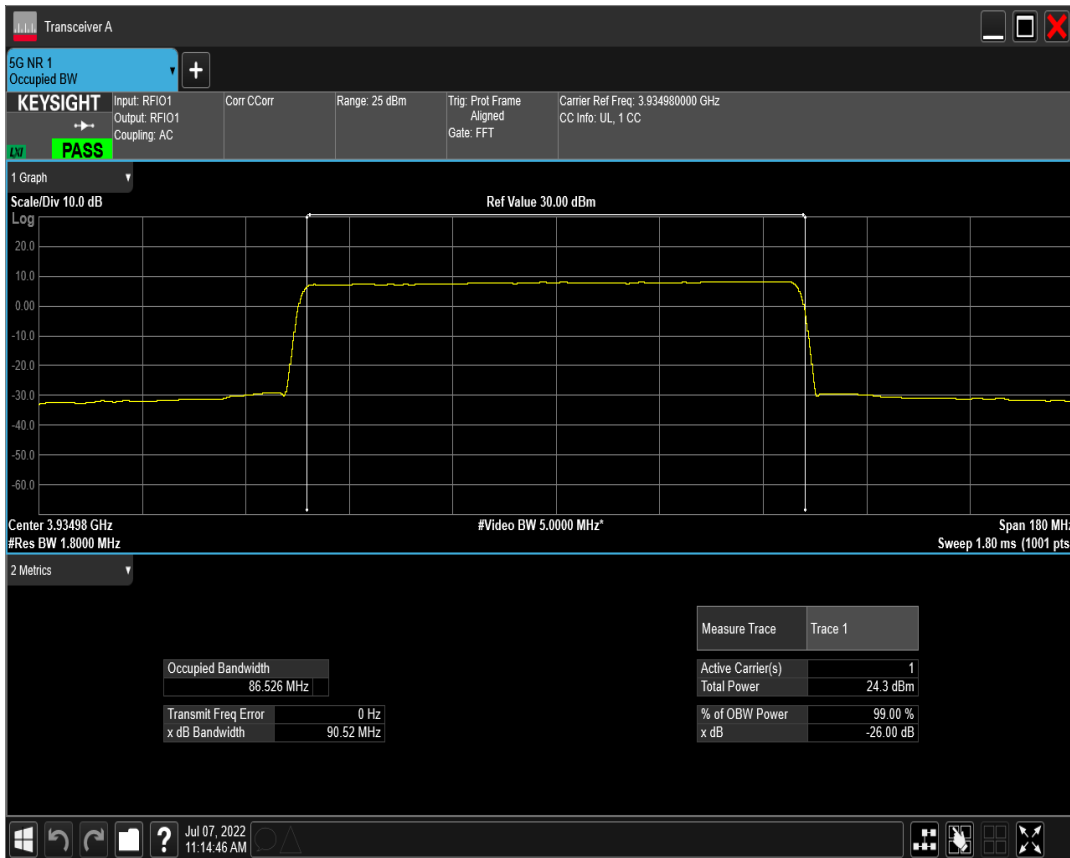 Transceiver A
5G NR 1
Occupied BW
KEYSIGHT
LXI
PASS
Input: RFIO1
Output: RFIO1
Coupling: AC
Corr CCorr
Range: 25 dBm
Trig: Prot Frame
Aligned
Gate: FFT
Carrier Ref Freq: 3.934980000 GHz
CC Info: UL, 1 CC
1 Graph
Scale/Div 10.0 dB
Ref Value 30.00 dBm
Log
20.0
10.0
0.00
-10.0
-20.0
-30.0
-40.0
-50.0
-60.0
Center 3.93498 GHz
#Video BW 5.0000 MHz*
Span 180 MHz
#Res BW 1.8000 MHz
Sweep 1.80 ms (1001 pts
2 Metrics
Measure Trace Trace 1
Occupied Bandwidth
86.526 MHz
Active Carrier(s) 1
Total Power 24.3 dBm
Transmit Freq Error 0 Hz
x dB Bandwidth 90.52 MHz
% of OBW Power 99.00 %
x dB -26.00 dB
?
Jul 07, 2022
11:14:46 AM